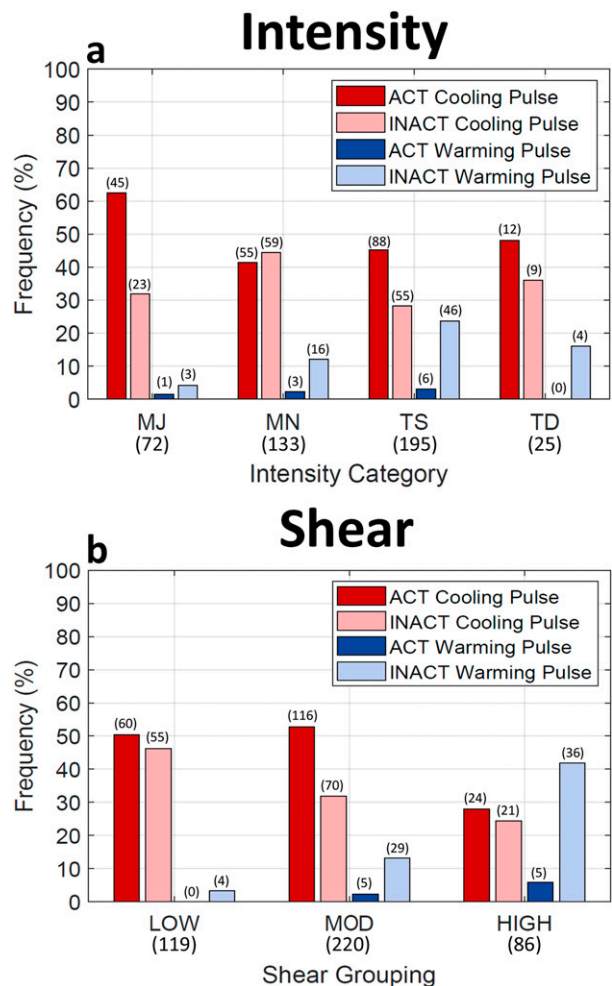 Intensity
a
100
90
80
70
60
50
40
30
20
10
0
Frequency (%)
ACT Cooling Pulse
INACT Cooling Pulse
ACT Warming Pulse
INACT Warming Pulse
(45) (23) (1) (3)
(55) (59) (3) (16)
(88) (55) (6) (46)
(12) (9) (0) (4)
MJ MN TS TD
(72) (133) (195) (25)
Intensity Category
Shear
b
100
90
80
70
60
50
40
30
20
10
0
Frequency (%)
ACT Cooling Pulse
INACT Cooling Pulse
ACT Warming Pulse
INACT Warming Pulse
(60) (55) (0) (4)
(116) (70) (5) (29)
(24) (21) (5) (36)
LOW MOD HIGH
(119) (220) (86)
Shear Grouping